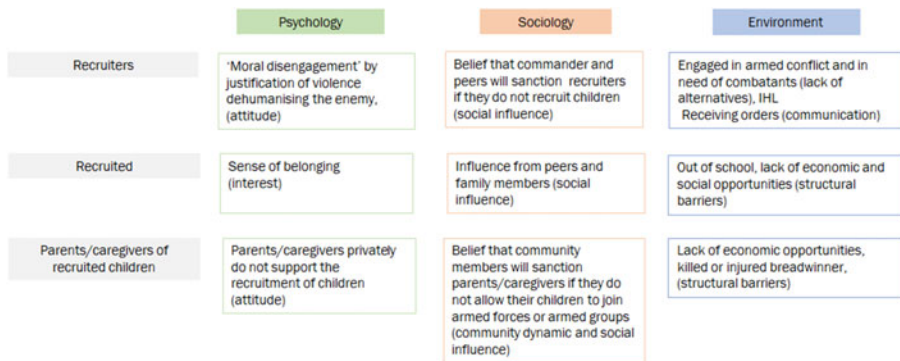 Psychology
Sociology
Environment
Recruiters
‘Moral disengagement’ by
justification of violence
dehumanising the enemy,
(attitude)
Belief that commander and
peers will sanction recruiters
if they do not recruit children
(social influence)
Engaged in armed conflict and in
need of combatants (lack of
alternatives), IHL
Receiving orders (communication)
Recruited
Sense of belonging
(interest)
Influence from peers and
family members (social
influence)
Out of school, lack of economic and
social opportunities (structural
barriers)
Parents/caregivers of
recruited children
Parents/caregivers privately
do not support the
recruitment of children
(attitude)
Belief that community
members will sanction
parents/caregivers if they do
not allow their children to join
armed forces or armed groups
(community dynamic and social
influence)
Lack of economic opportunities,
killed or injured breadwinner,
(structural barriers)